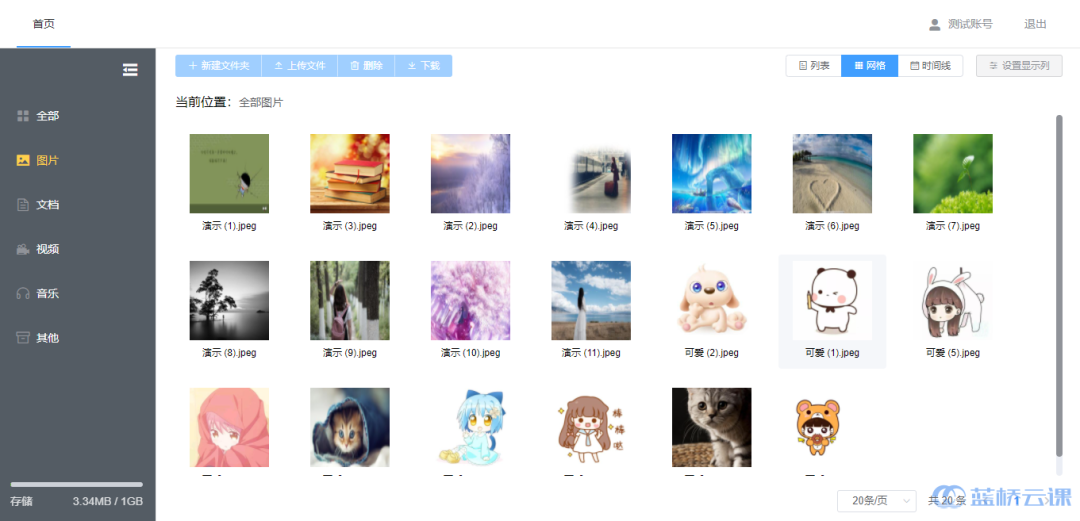 首页
测试账号
退出
新建文件夹
上传文件
删除
下载
列表
网格
时间线
设置显示列
当前位置：
全部图片
全部
图片
文档
视频
音乐
其他
演示 (1).jpeg
演示 (3).jpeg
演示 (2).jpeg
演示 (4).jpeg
演示 (5).jpeg
演示 (6).jpeg
演示 (7).jpeg
演示 (8).jpeg
演示 (9).jpeg
演示 (10).jpeg
演示 (11).jpeg
可爱 (2).jpeg
可爱 (1).jpeg
可爱 (5).jpeg
棒
棒
吧
存储
3.34MB / 1GB
20条/页
共 20 条
1
蓝桥云课